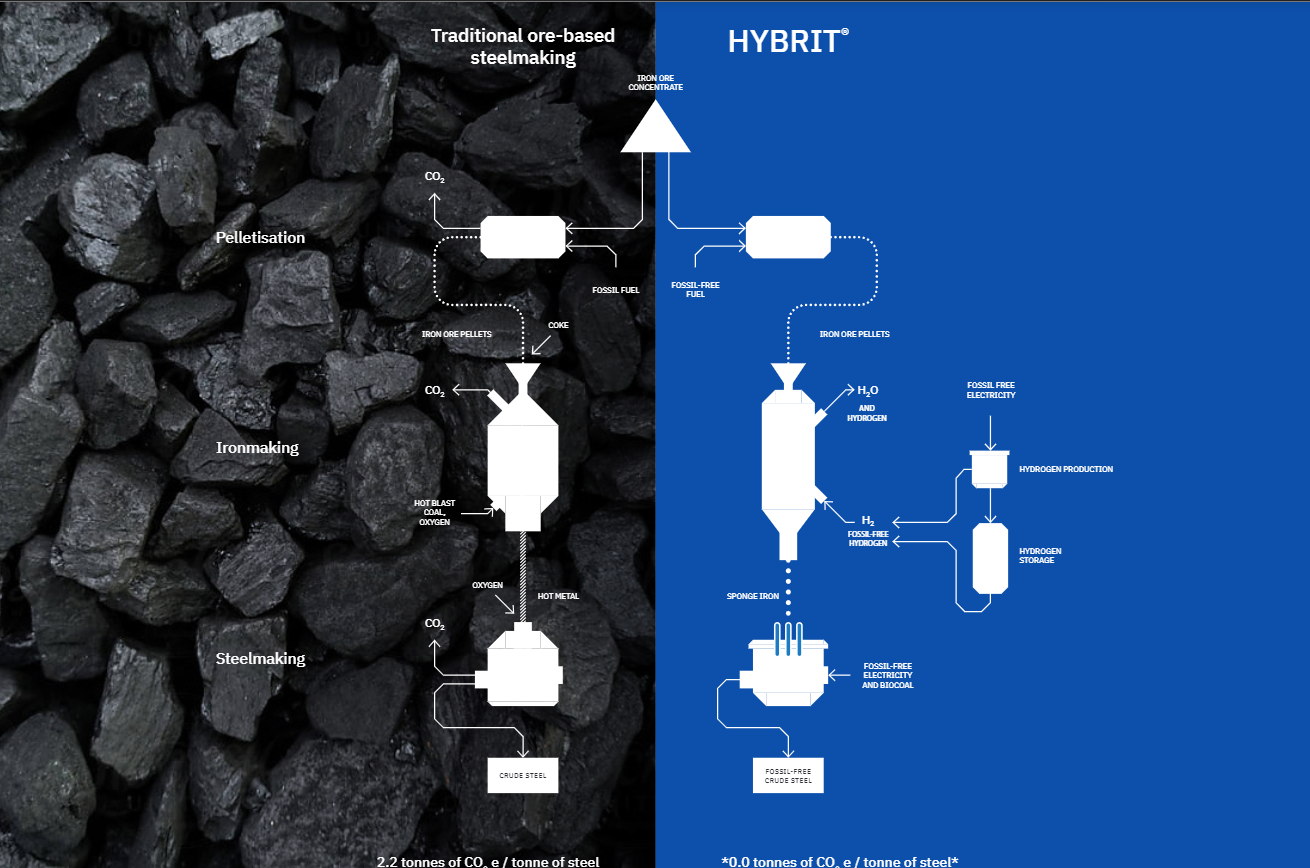 Traditional ore-based
steelmaking
HYBRIT®
IRON ORE
CONCENTRATE
CO₂
Pelletisation
FOSSIL FUEL
FOSSIL-FREE
FUEL
IRON ORE PELLETS
COKE
IRON ORE PELLETS
CO₂
H₂O
AND
HYDROGEN
FOSSIL FREE
ELECTRICITY
Ironmaking
HYDROGEN PRODUCTION
HOT BLAST
COAL,
OXYGEN
H₂
FOSSIL-FREE
HYDROGEN
HYDROGEN
STORAGE
OXYGEN
HOT METAL
SPONGE IRON
CO₂
Steelmaking
FOSSIL-FREE
ELECTRICITY
AND BIOCOAL
CRUDE STEEL
FOSSIL-FREE
CRUDE STEEL
2.2 tonnes of CO₂ e / tonne of steel
*0.0 tonnes of CO₂ e / tonne of steel*